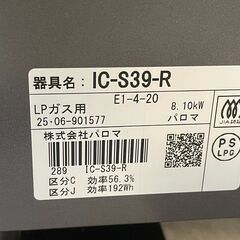 器具名：IC-S39-R
E1-4-20
LPガス用 8.10kW
25・06-901577 パロマ
株式会社パロマ
289 IC-S39-R
区分C 効率56.3%
区分J 効率192Wh
JIA
PS
LPG